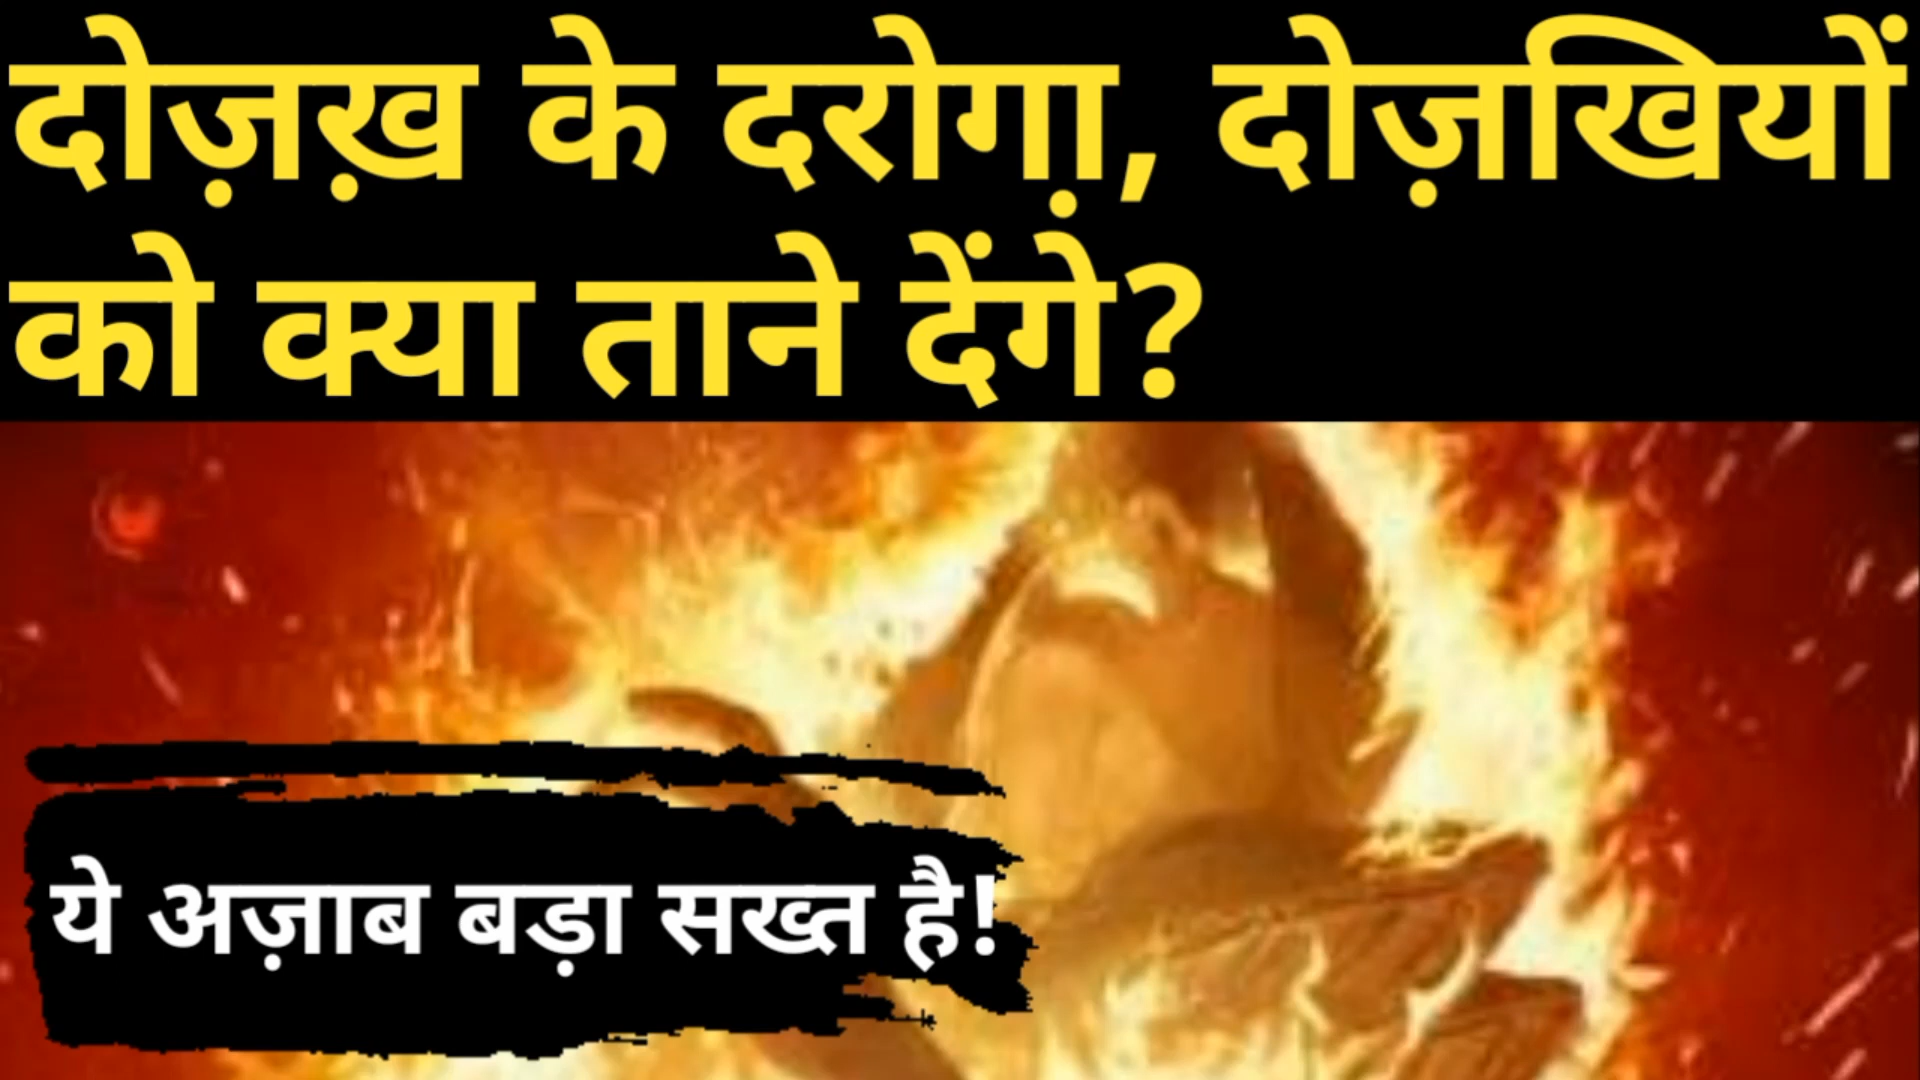 दोज़ख़ के दरोग़ा, दोज़खियों
को क्या ताने देंगे?
ये अज़ाब बड़ा सख्त है!